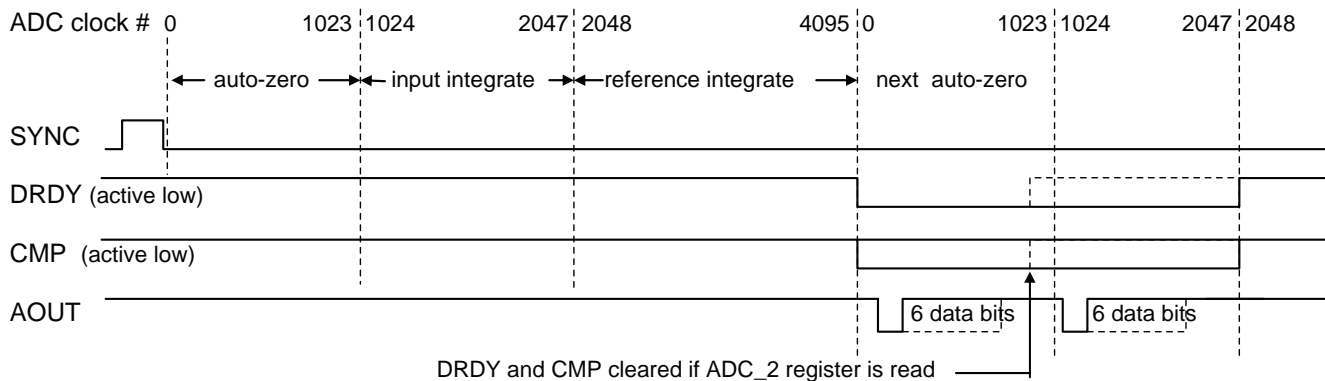 ADC clock # 0 1023 1024 2047 2048 4095 0 1023 1024 2047 2048
auto-zero input integrate reference integrate next auto-zero
SYNC
DRDY (active low)
CMP (active low)
AOUT 6 data bits 6 data bits
DRDY and CMP cleared if ADC_2 register is read